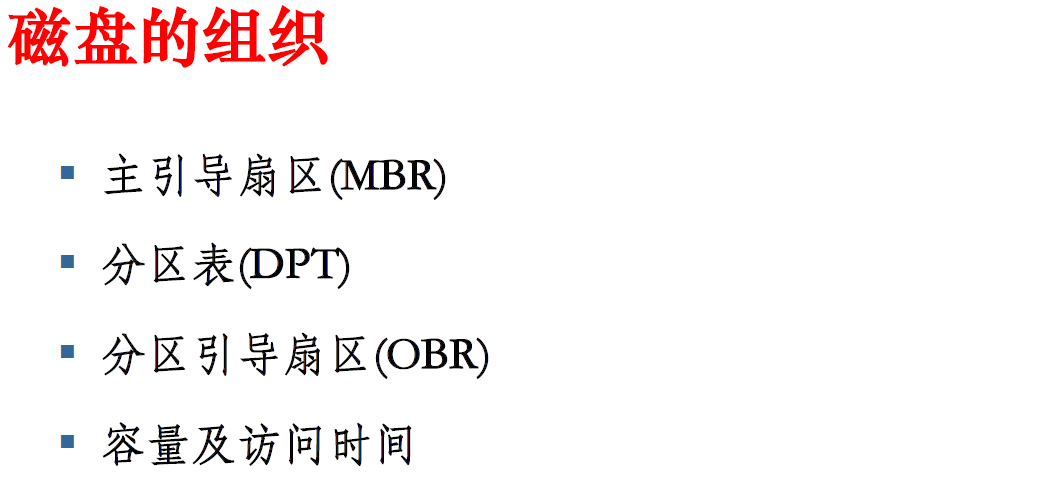 磁盘的组织
▪ 主引导扇区(MBR)
▪ 分区表(DPT)
▪ 分区引导扇区(OBR)
▪ 容量及访问时间